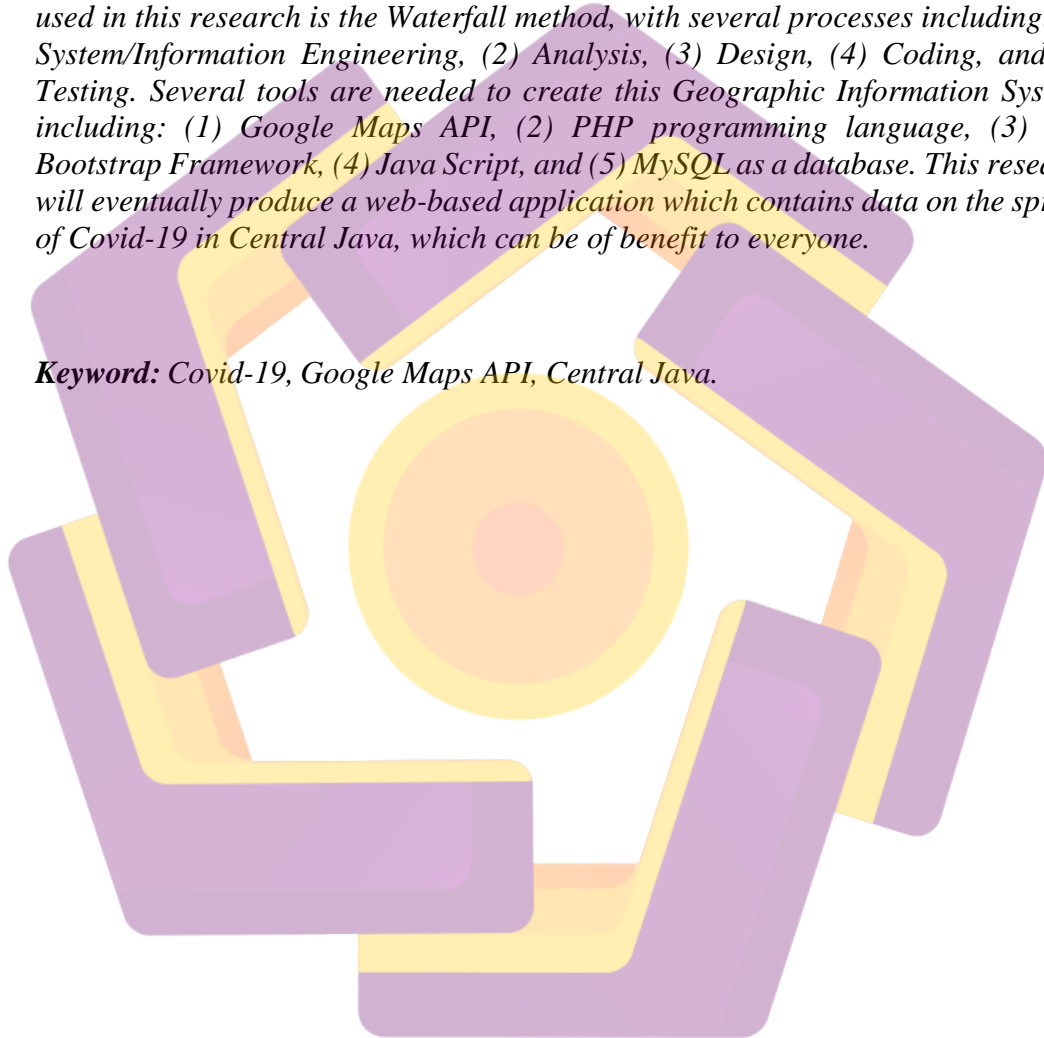 used in this research is the Waterfall method, with several processes including
System/Information Engineering, (2) Analysis, (3) Design, (4) Coding, and
Testing. Several tools are needed to create this Geographic Information Sys
including: (1) Google Maps API, (2) PHP programming language, (3)
Bootstrap Framework, (4) Java Script, and (5) MySQL as a database. This resea
will eventually produce a web-based application which contains data on the spr
of Covid-19 in Central Java, which can be of benefit to everyone.
Keyword: Covid-19, Google Maps API, Central Java.